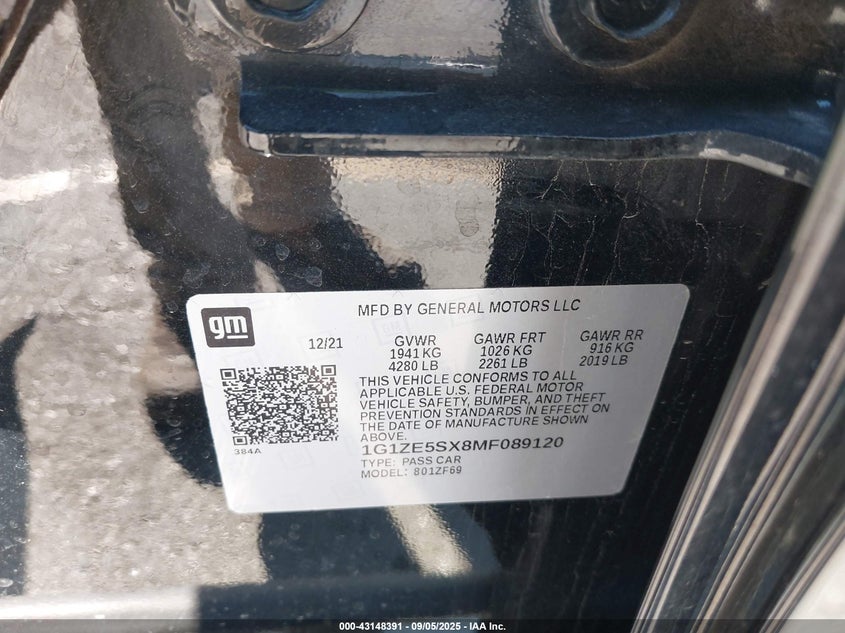 gm
MFD BY GENERAL MOTORS LLC
12/21
GVWR
1941 KG
4280 LB
GAWR FRT
1026 KG
2261 LB
GAWR RR
916 KG
2019 LB
THIS VEHICLE CONFORMS TO ALL
APPLICABLE U.S. FEDERAL MOTOR
VEHICLE SAFETY, BUMPER, AND THEFT
PREVENTION STANDARDS IN EFFECT ON
THE DATE OF MANUFACTURE SHOWN
ABOVE.
384A
1G1ZE5SX8MF089120
TYPE: PASS CAR
MODEL: 801ZF69
000-43148391 - 09/05/2025 - IAA Inc.